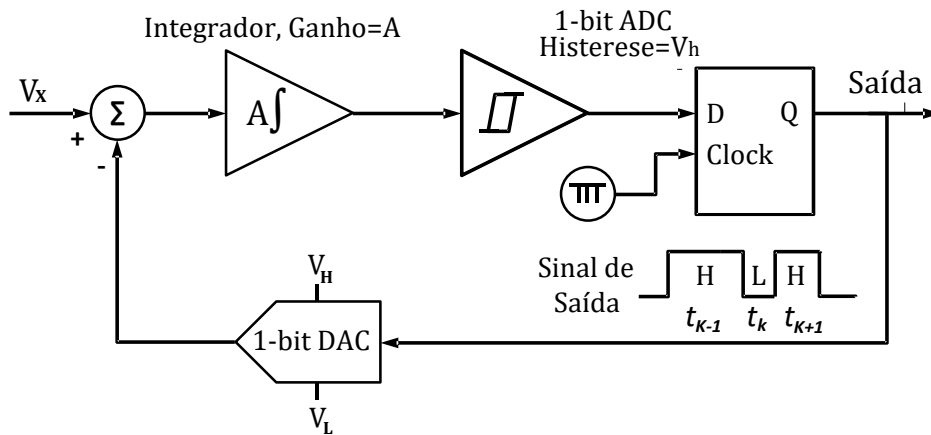 Integrador, Ganho=A
1-bit ADC
Histerese=Vh
Vx
Σ
+
-
A∫
D
Q
Clock
Saída
Sinal de
Saída
H
L
H
tK-1
tk
tK+1
VH
1-bit DAC
VL